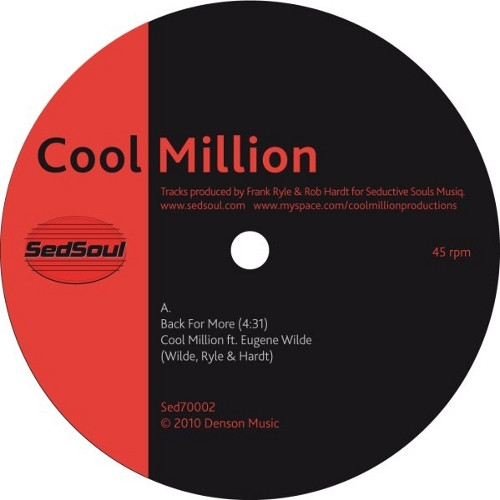 Cool Million
Tracks produced by Frank Ryle & Rob Hardt for Seductive Souls Musiq.
www.sedsoul.com www.myspace.com/coolmillionproductions
SedSoul
45 rpm
A.
Back For More (4:31)
Cool Million ft. Eugene Wilde
(Wilde, Ryle & Hardt)
Sed70002
© 2010 Denson Music